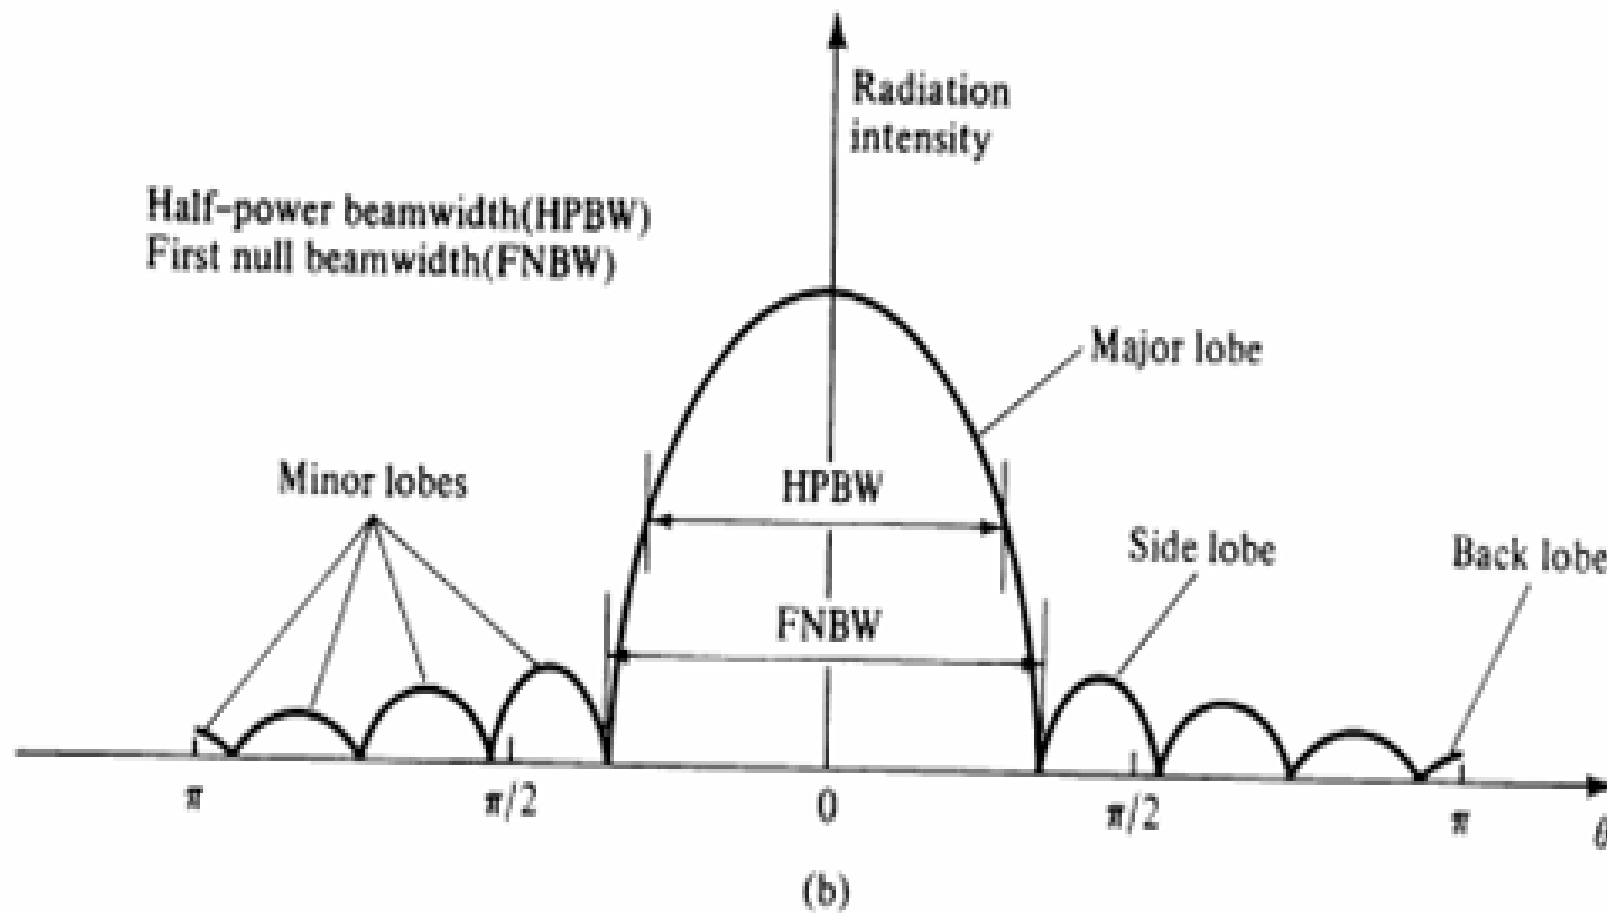 Radiation
intensity
Half-power beamwidth(HPBW)
First null beamwidth(FNBW)
Major lobe
Minor lobes
HPBW
Side lobe
Back lobe
FNBW
π
π/2
0
π/2
π
θ
(b)